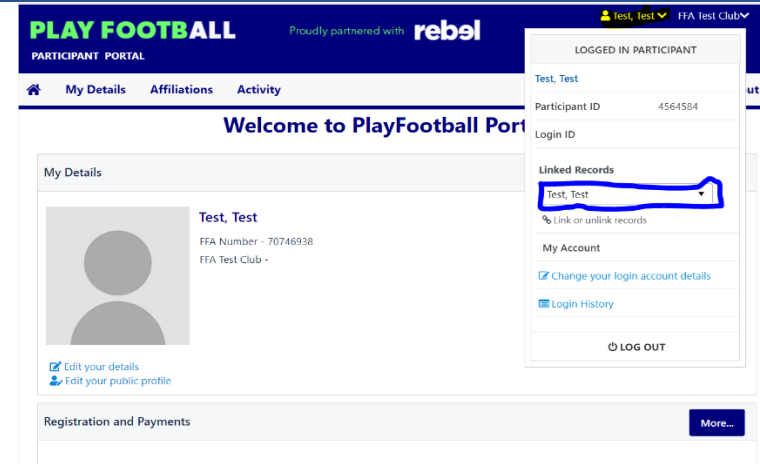 PLAY FOOTBALL
Proudly partnered with rebel
Test, Test
FFA Test Club
PARTICIPANT PORTAL
My Details
Affiliations
Activity
ut
Welcome to PlayFootball Port
LOGGED IN PARTICIPANT
Test, Test
Participant ID 4564584
Login ID
Linked Records
Test, Test
Link or unlink records
My Account
Change your login account details
Login History
LOG OUT
My Details
Test, Test
FFA Number - 70746938
FFA Test Club -
Edit your details
Edit your public profile
Registration and Payments
More...